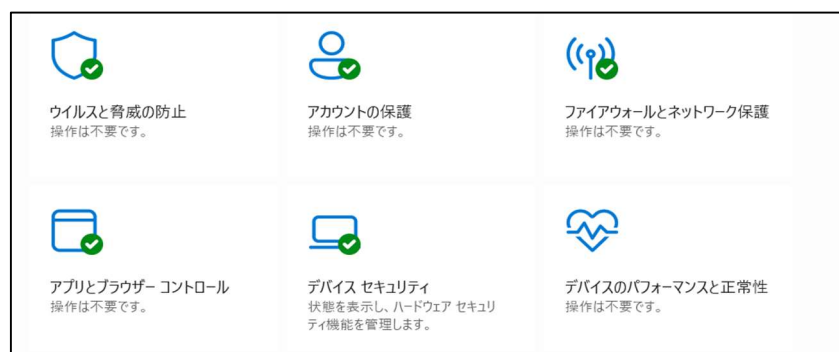 ウイルスと脅威の防止
操作は不要です。
アカウントの保護
操作は不要です。
ファイアウォールとネットワーク保護
操作は不要です。
アプリとブラウザー コントロール
操作は不要です。
デバイス セキュリティ
状態を表示し、ハードウェア セキュリ
ティ機能を管理します。
デバイスのパフォーマンスと正常性
操作は不要です。